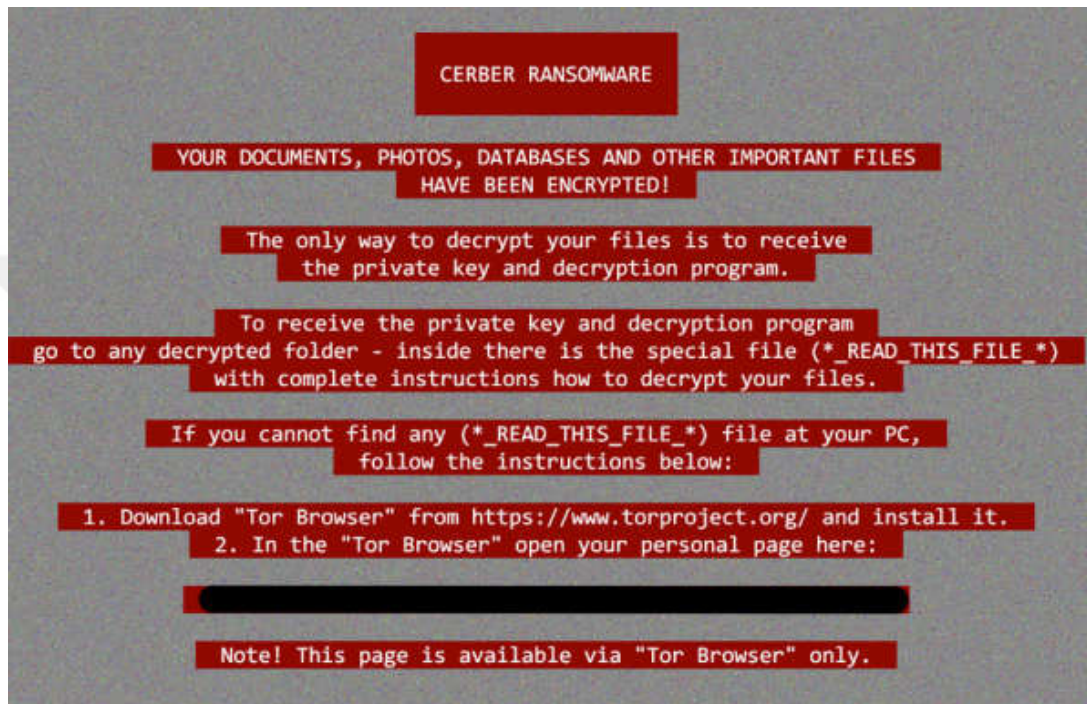 CERBER RANSOMWARE
YOUR DOCUMENTS, PHOTOS, DATABASES AND OTHER IMPORTANT FILES
HAVE BEEN ENCRYPTED!
The only way to decrypt your files is to receive
the private key and decryption program.
To receive the private key and decryption program
go to any decrypted folder - inside there is the special file (*_READ_THIS_FILE_*)
with complete instructions how to decrypt your files.
If you cannot find any (*_READ_THIS_FILE_*) file at your PC,
follow the instructions below:
1. Download "Tor Browser" from https://www.torproject.org/ and install it.
2. In the "Tor Browser" open your personal page here:
Note! This page is available via "Tor Browser" only.